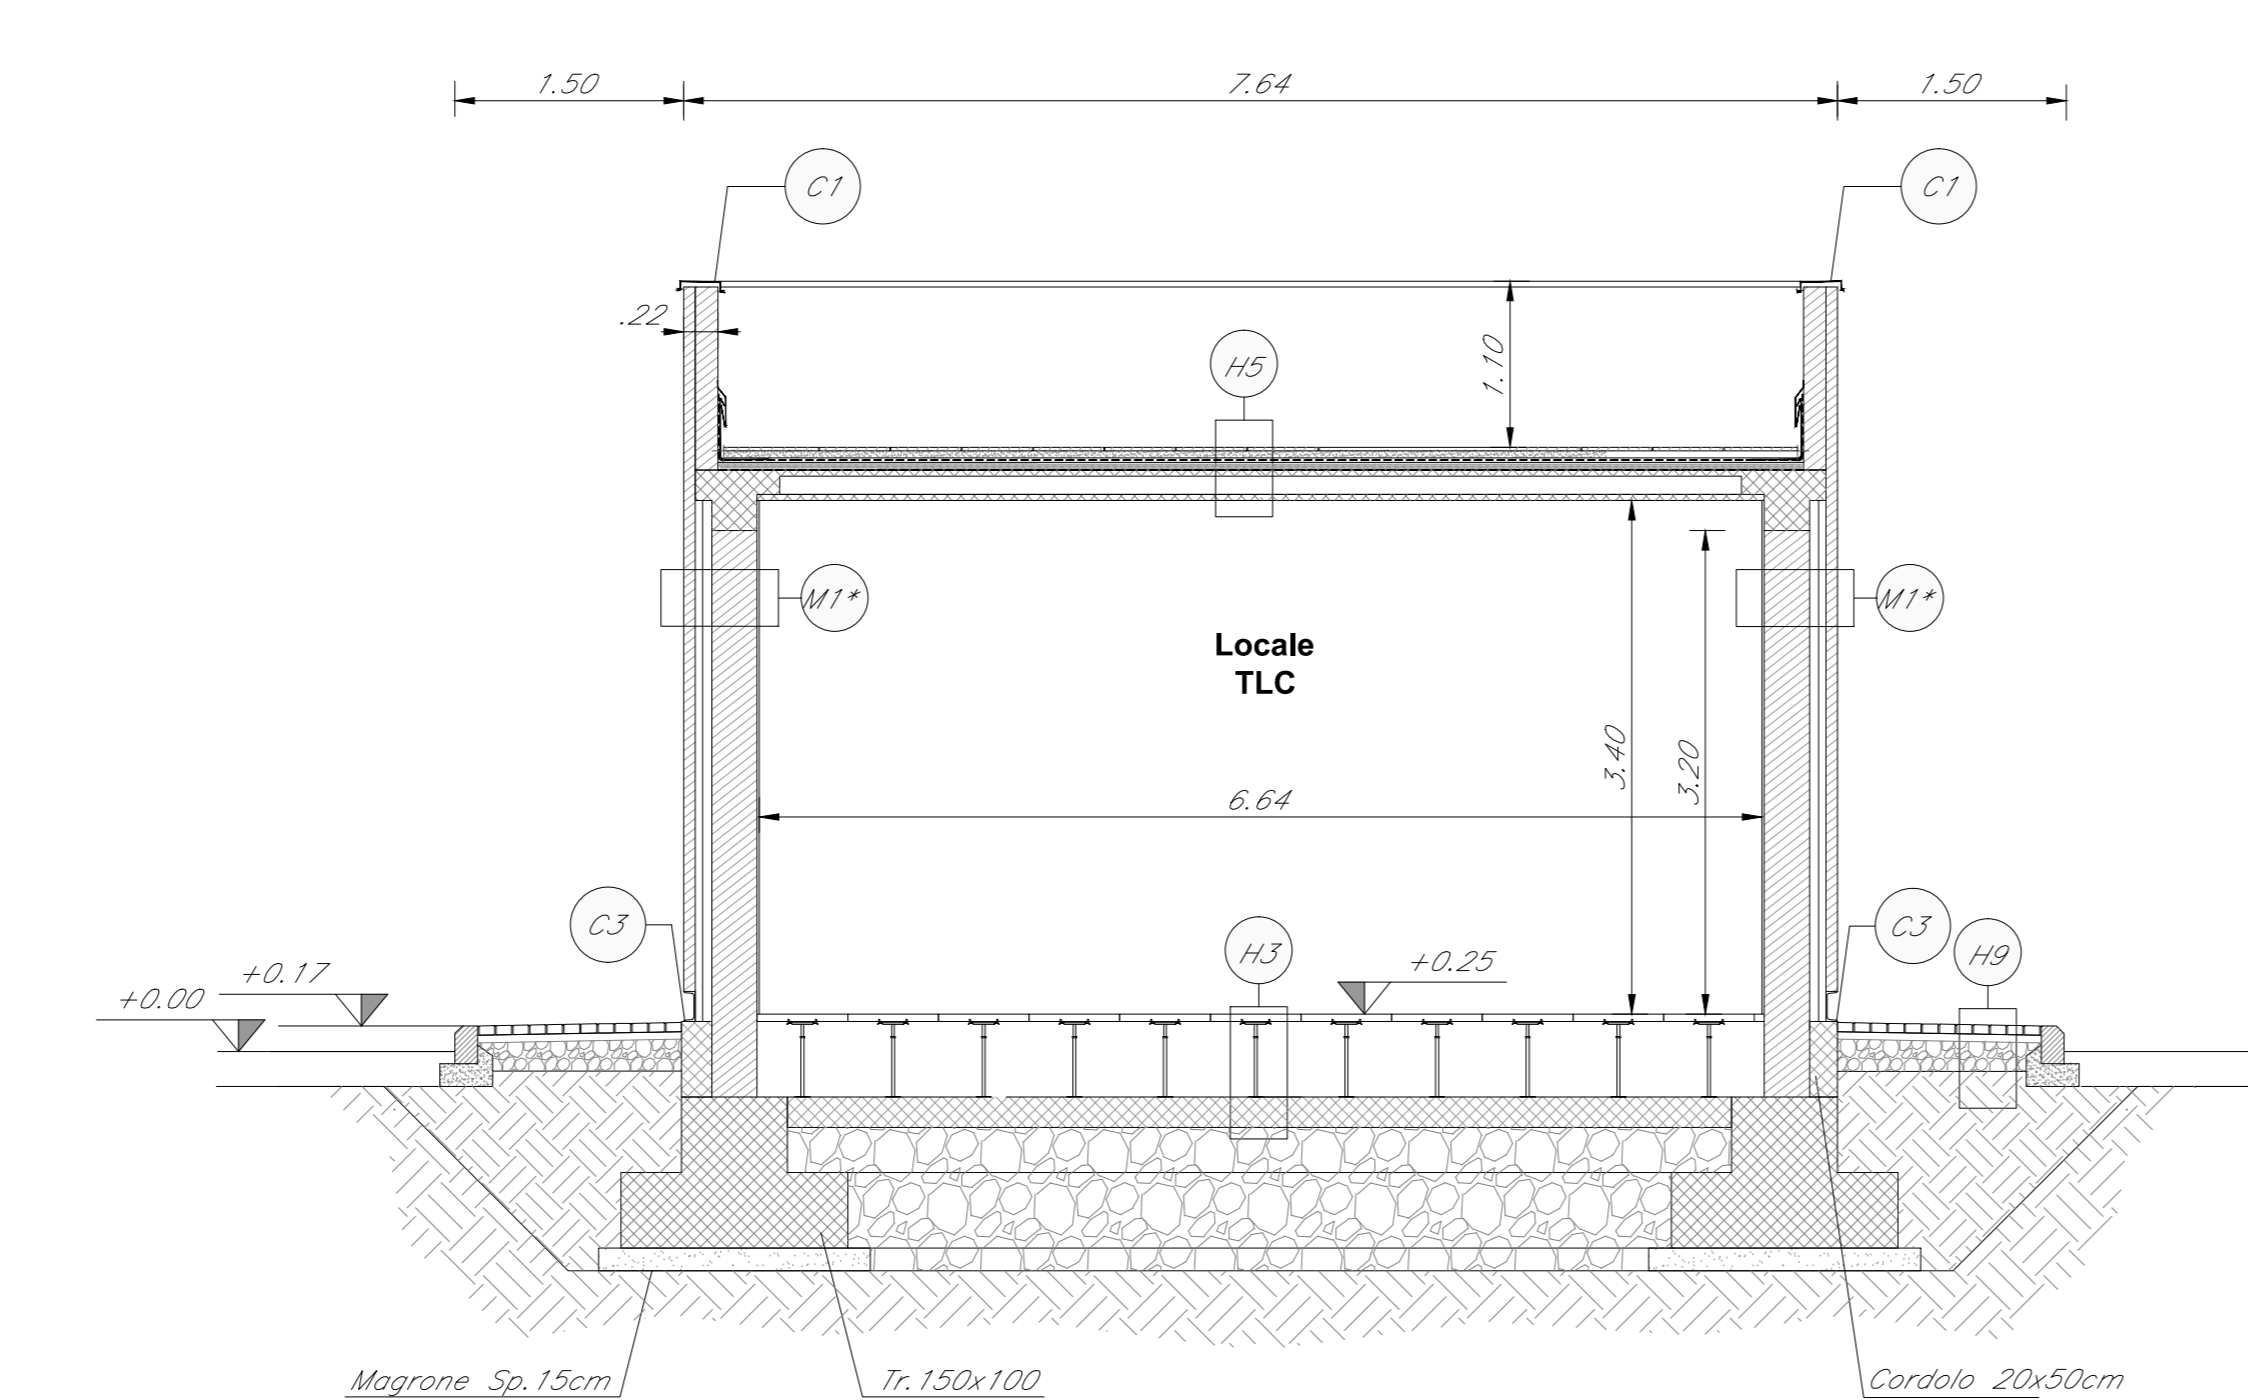 1.50
7.64
1.50
C1
C1
.22
H5
1.10
M1*
M1*
Locale
TLC
3.40
3.20
6.64
C3
C3
H3
H9
+0.25
+0.17
+0.00
Magrone Sp.15cm
Tr.150x100
Cordolo 20x50cm